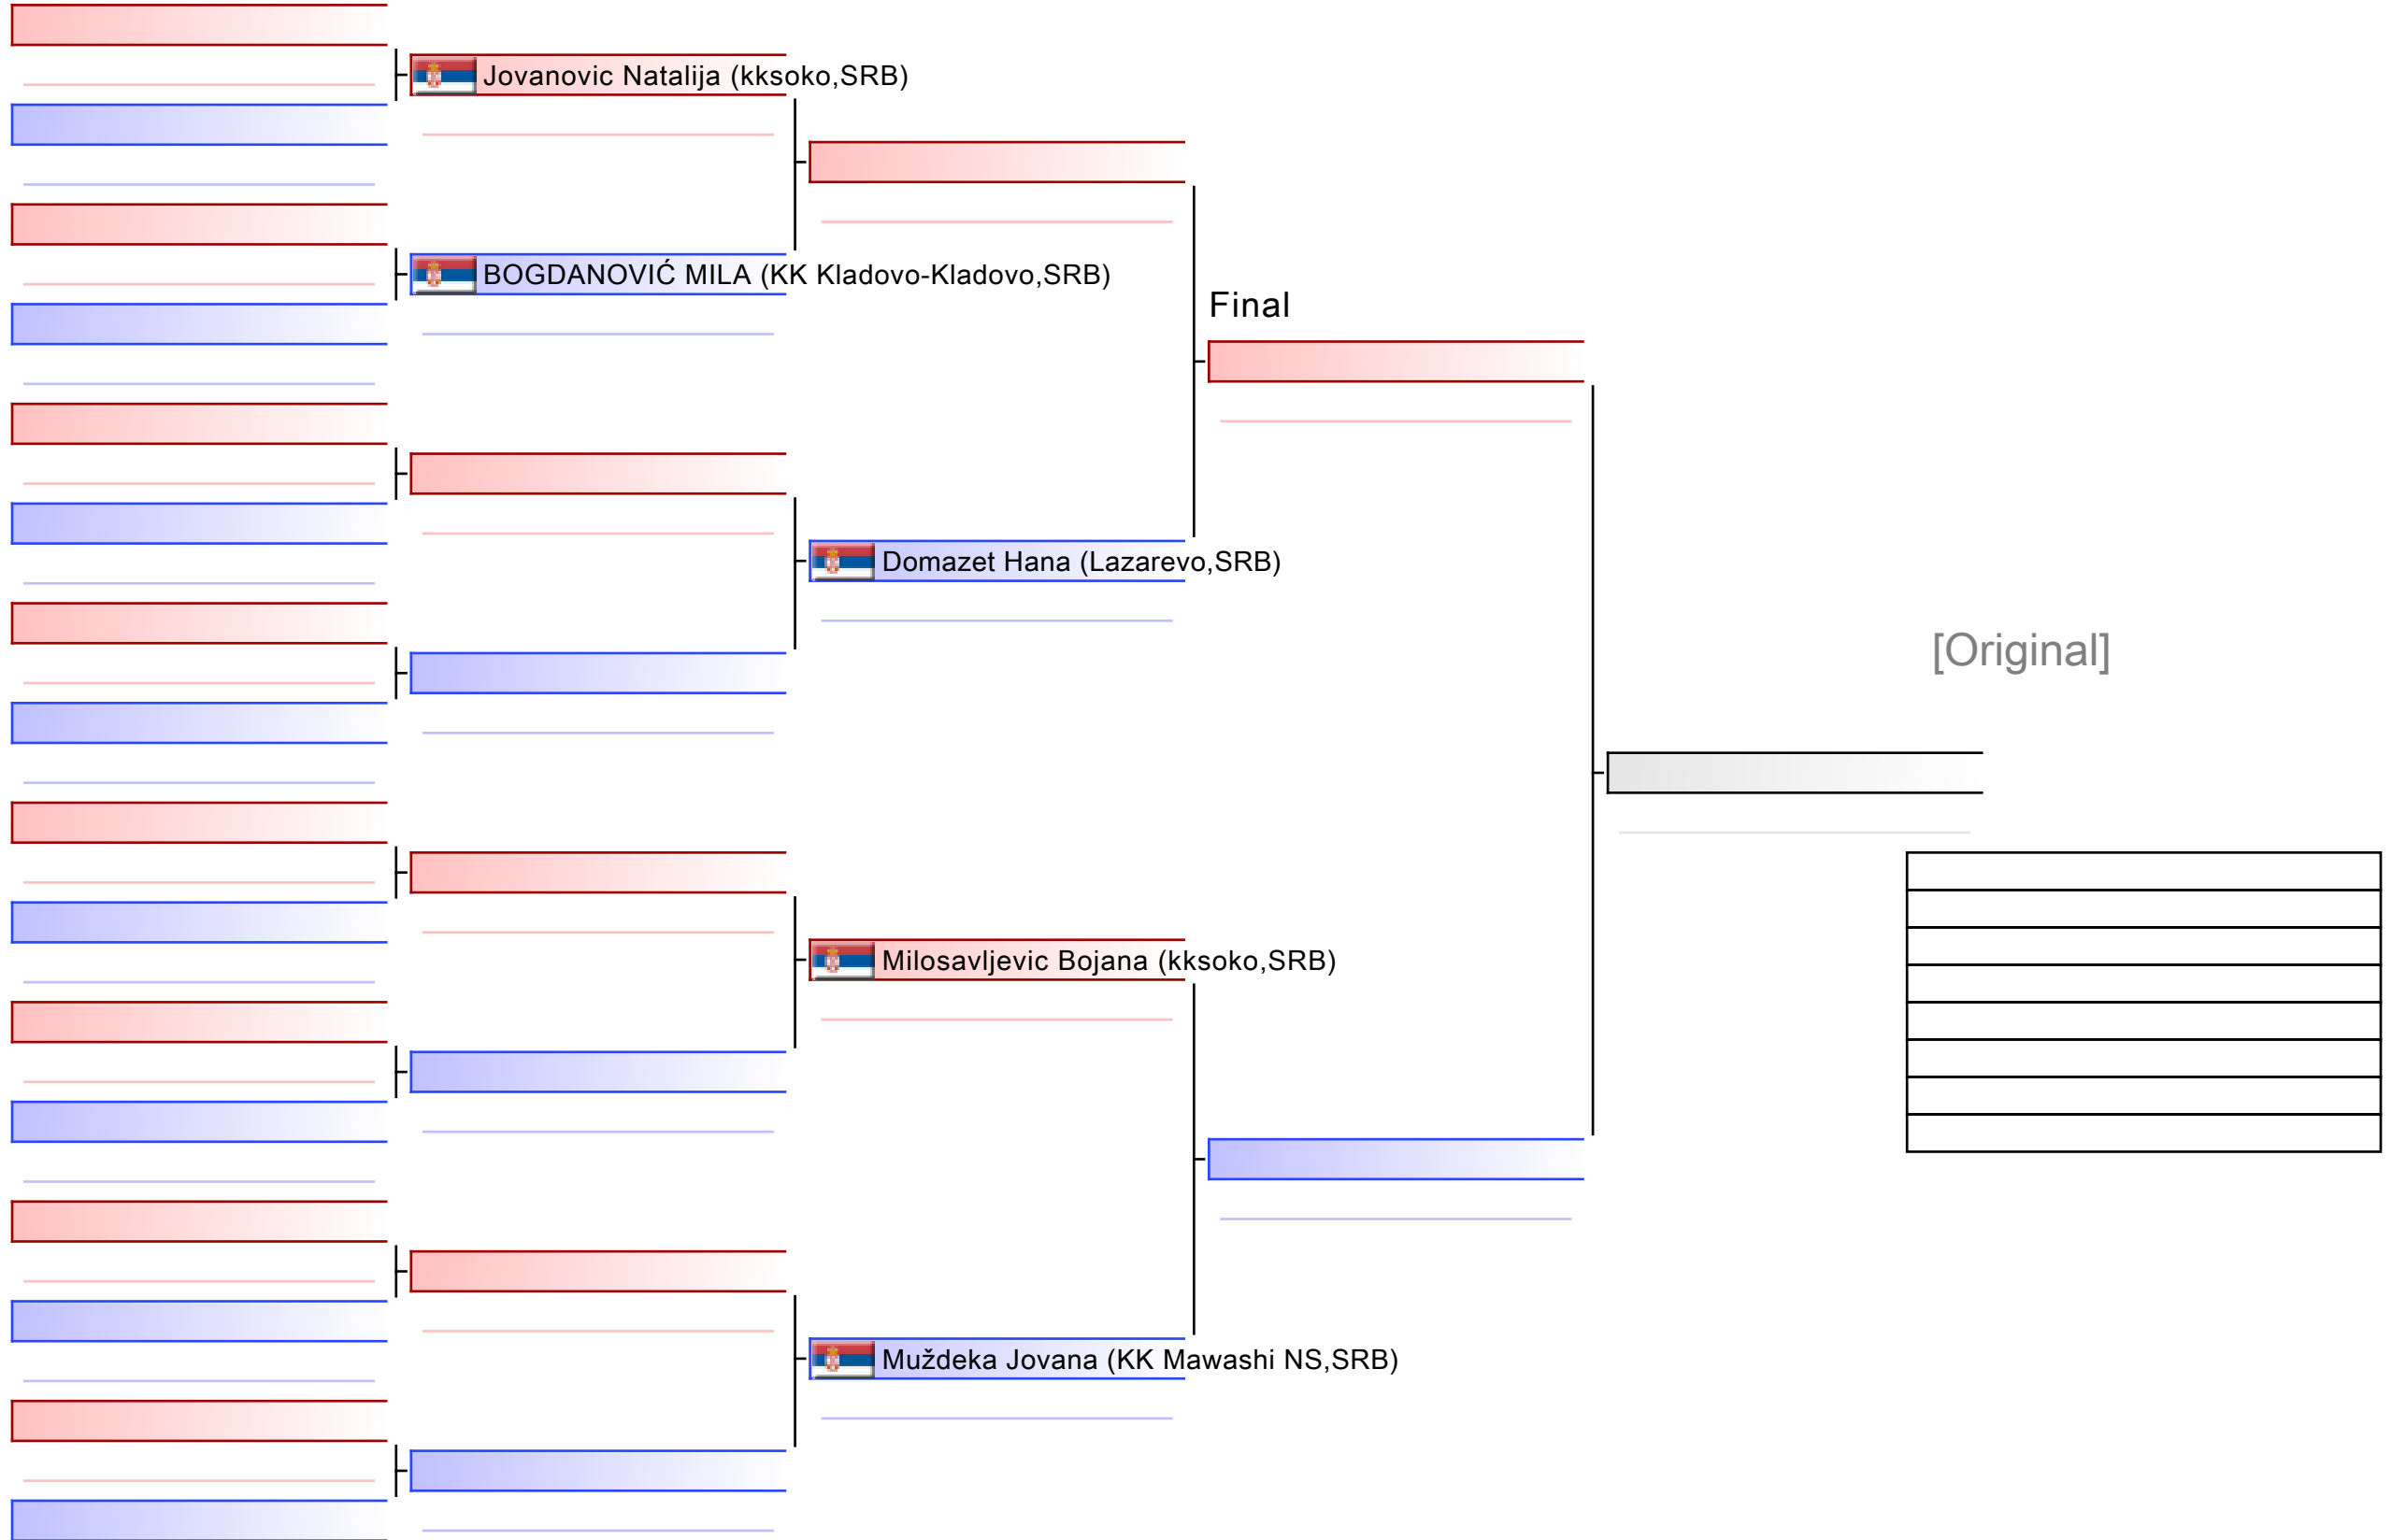 Jovanovic Natalija (kksoko,SRB)
BOGDANOVIĆ MILA (KK Kladovo-Kladovo,SRB)
Final
Domazet Hana (Lazarevo,SRB)
[Original]
Milosavljevic Bojana (kksoko,SRB)
Muždeka Jovana (KK Mawashi NS,SRB)